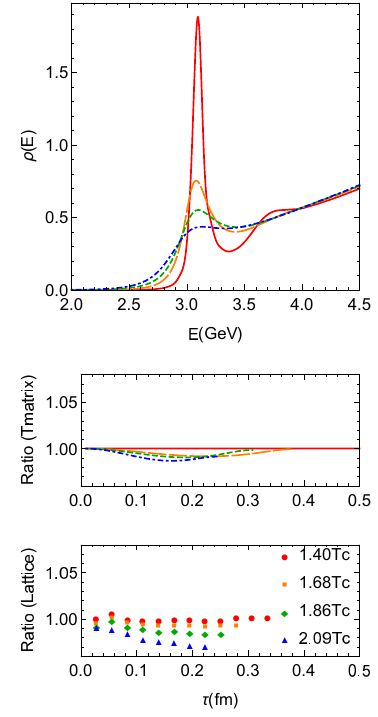 1.5
1.0
0.5
0.0
ρ(E)
2.0 2.5 3.0 3.5 4.0 4.5
E(GeV)
1.05
1.00
Ratio (Tmatrix)
0.0 0.1 0.2 0.3 0.4 0.5
1.05
1.00
Ratio (Lattice)
1.40Tc
1.68Tc
1.86Tc
2.09Tc
0.0 0.1 0.2 0.3 0.4 0.5
τ(fm)